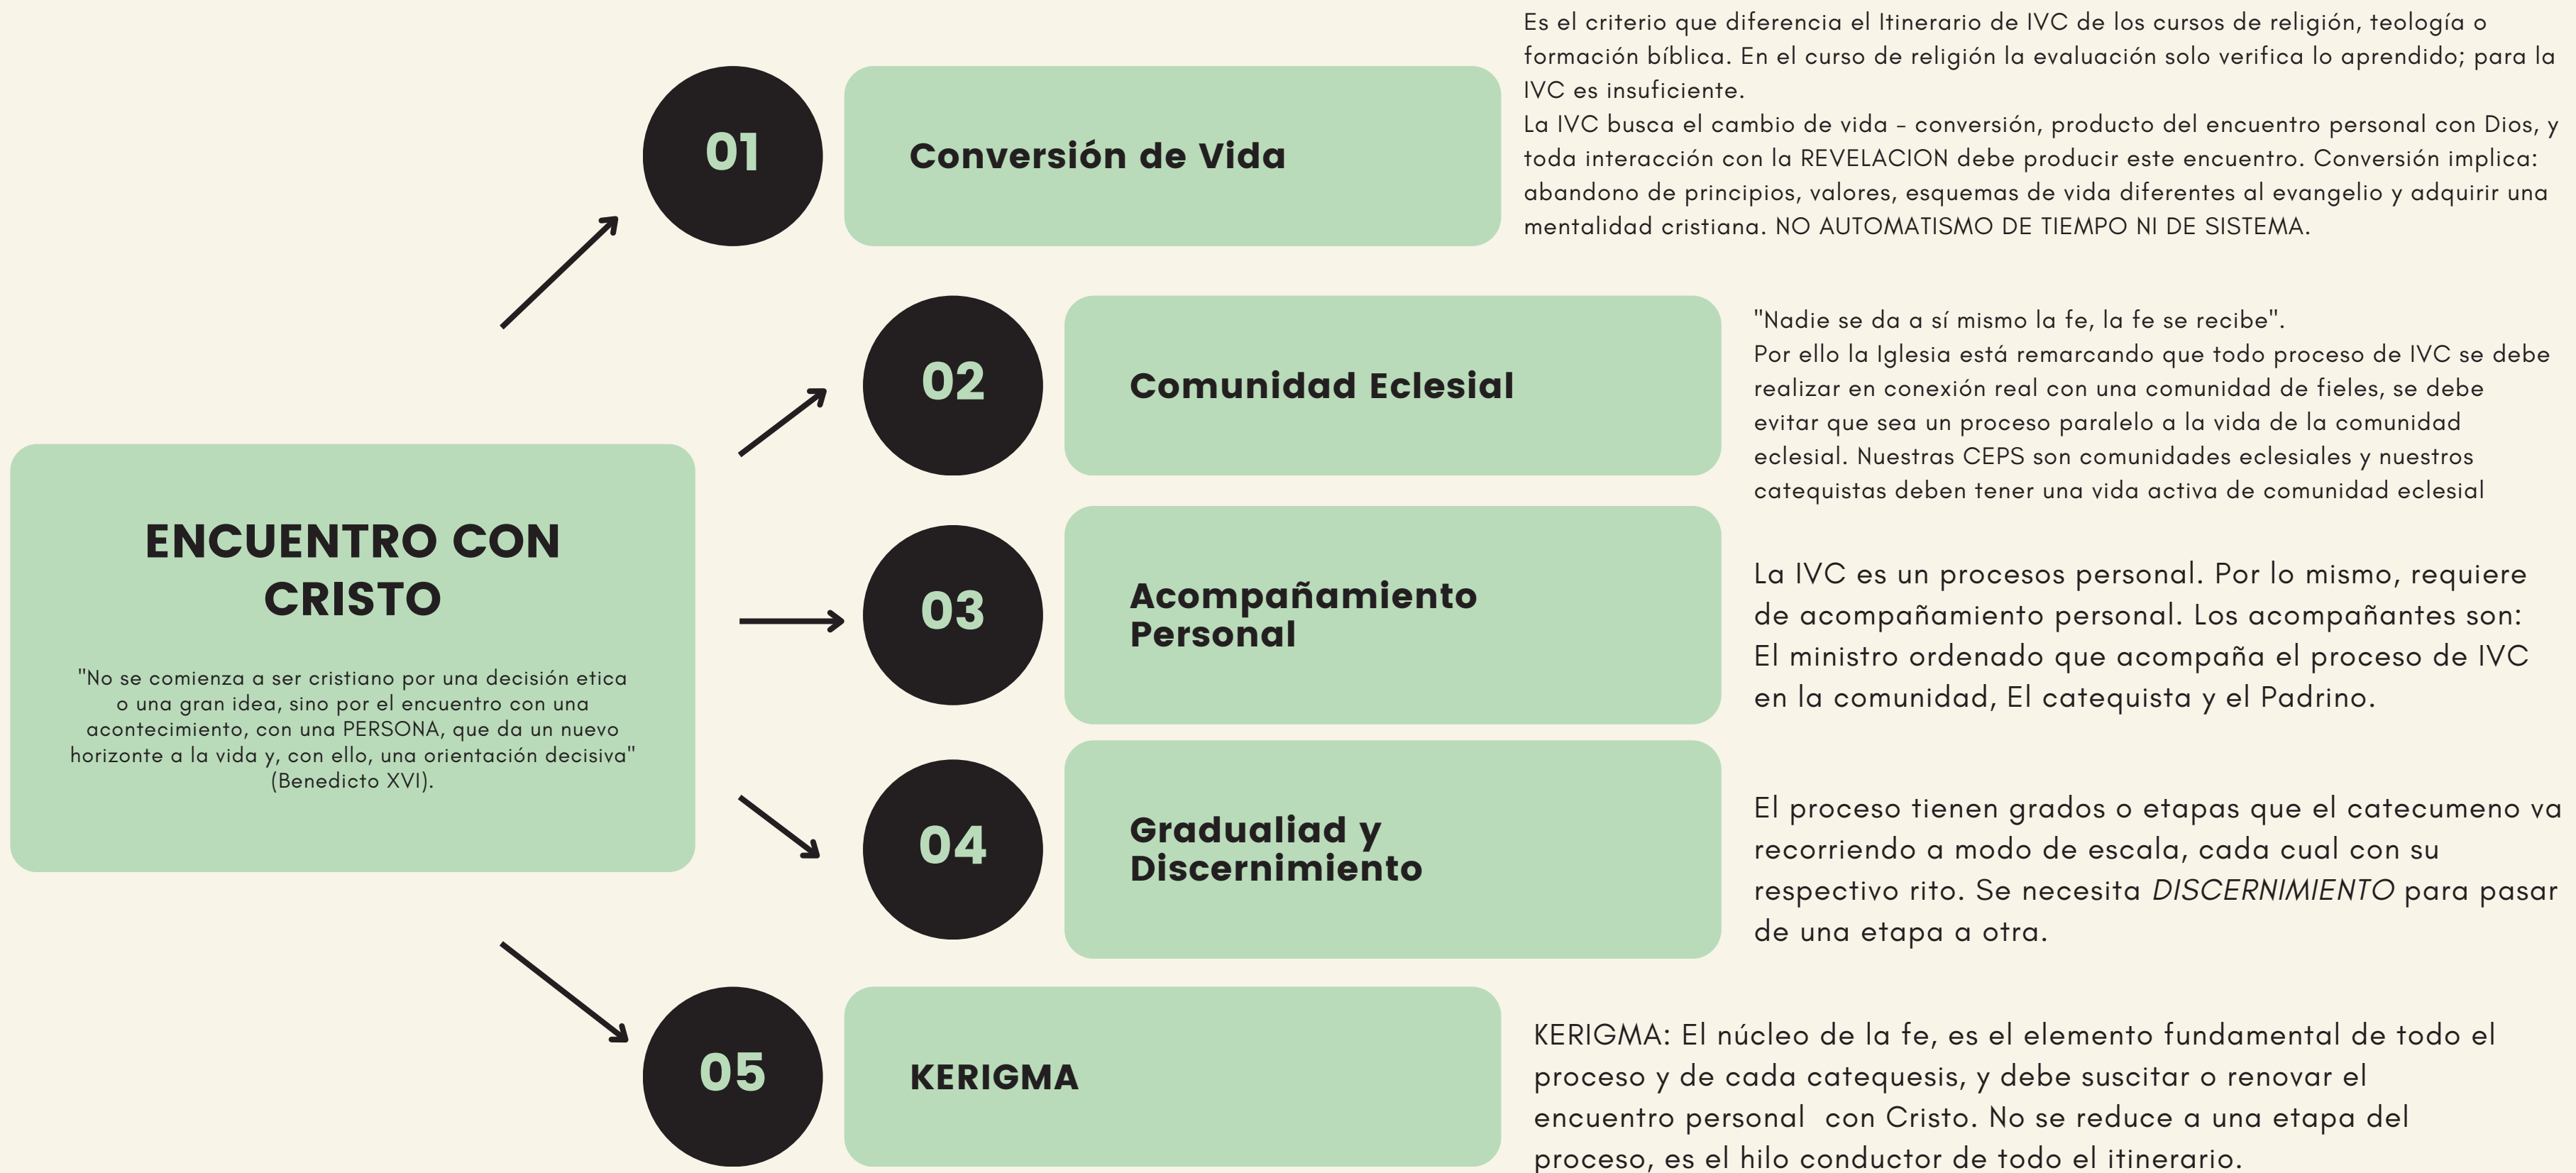 ENCUENTRO CON
CRISTO
"No se comienza a ser cristiano por una decisión etica
o una gran idea, sino por el encuentro con una
acontecimiento, con una PERSONA, que da un nuevo
horizonte a la vida y, con ello, una orientación decisiva"
(Benedicto XVI).
01
Conversión de Vida
Es el criterio que diferencia el Itinerario de IVC de los cursos de religión, teología o
formación bíblica. En el curso de religión la evaluación solo verifica lo aprendido; para la
IVC es insuficiente.
La IVC busca el cambio de vida - conversión, producto del encuentro personal con Dios, y
toda interacción con la REVELACION debe producir este encuentro. Conversión implica:
abandono de principios, valores, esquemas de vida diferentes al evangelio y adquirir una
mentalidad cristiana. NO AUTOMATISMO DE TIEMPO NI DE SISTEMA.
02
Comunidad Eclesial
"Nadie se da a sí mismo la fe, la fe se recibe".
Por ello la Iglesia está remarcando que todo proceso de IVC se debe
realizar en conexión real con una comunidad de fieles, se debe
evitar que sea un proceso paralelo a la vida de la comunidad
eclesial. Nuestras CEPS son comunidades eclesiales y nuestros
catequistas deben tener una vida activa de comunidad eclesial
03
Acompañamiento
Personal
La IVC es un procesos personal. Por lo mismo, requiere
de acompañamiento personal. Los acompañantes son:
El ministro ordenado que acompaña el proceso de IVC
en la comunidad, El catequista y el Padrino.
04
Gradualiad y
Discernimiento
El proceso tienen grados o etapas que el catecumeno va
recorriendo a modo de escala, cada cual con su
respectivo rito. Se necesita DISCERNIMIENTO para pasar
de una etapa a otra.
05
KERIGMA
KERIGMA: El núcleo de la fe, es el elemento fundamental de todo el
proceso y de cada catequesis, y debe suscitar o renovar el
encuentro personal  con Cristo. No se reduce a una etapa del
proceso, es el hilo conductor de todo el itinerario.